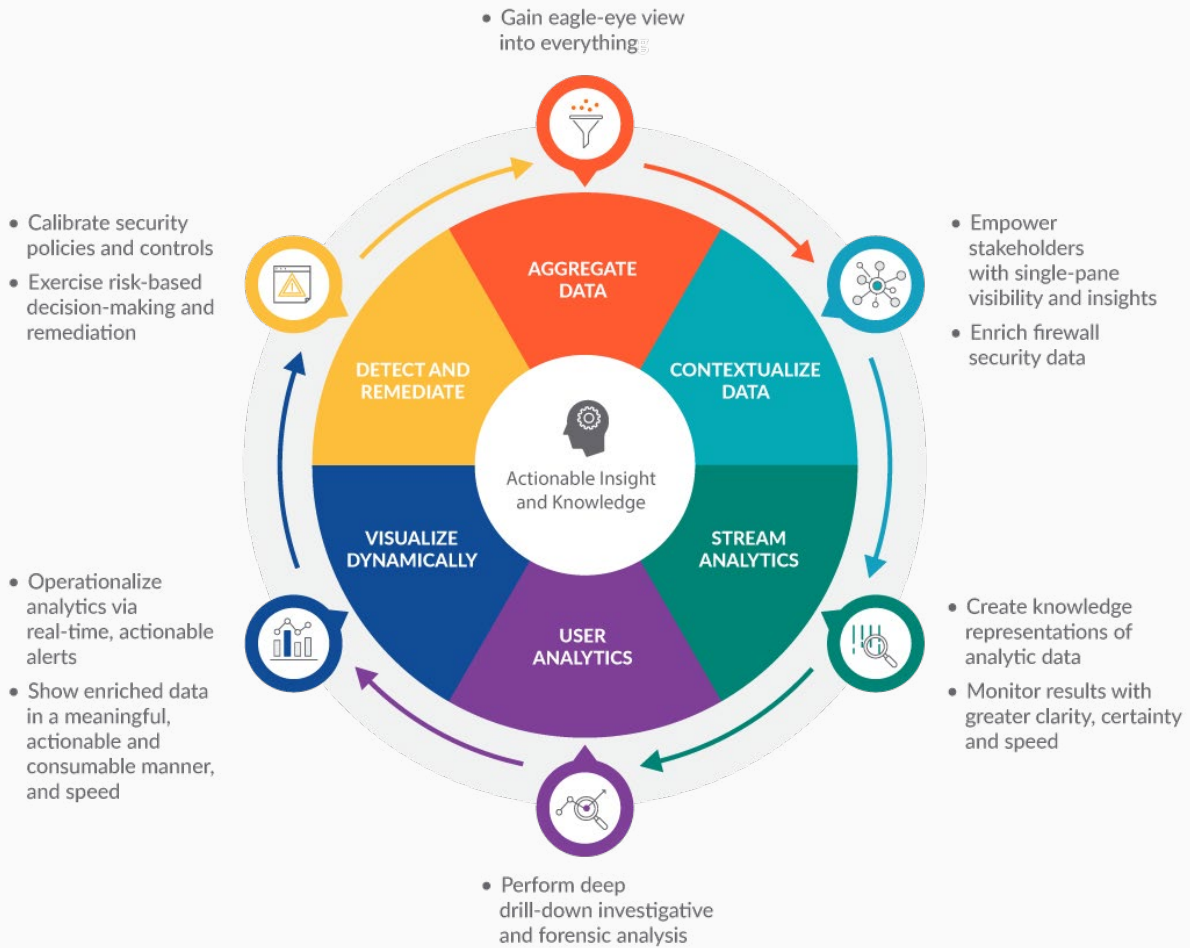 • Gain eagle-eye view
into everything
• Calibrate security
policies and controls
• Exercise risk-based
decision-making and
remediation
• Empower
stakeholders
with single-pane
visibility and insights
• Enrich firewall
security data
AGGREGATE
DATA
DETECT AND
REMEDIATE
CONTEXTUALIZE
DATA
Actionable Insight
and Knowledge
VISUALIZE
DYNAMICALLY
STREAM
ANALYTICS
USER
ANALYTICS
• Operationalize
analytics via
real-time, actionable
alerts
• Show enriched data
in a meaningful,
actionable and
consumable manner,
and speed
• Create knowledge
representations of
analytic data
• Monitor results with
greater clarity, certainty
and speed
• Perform deep
drill-down investigative
and forensic analysis